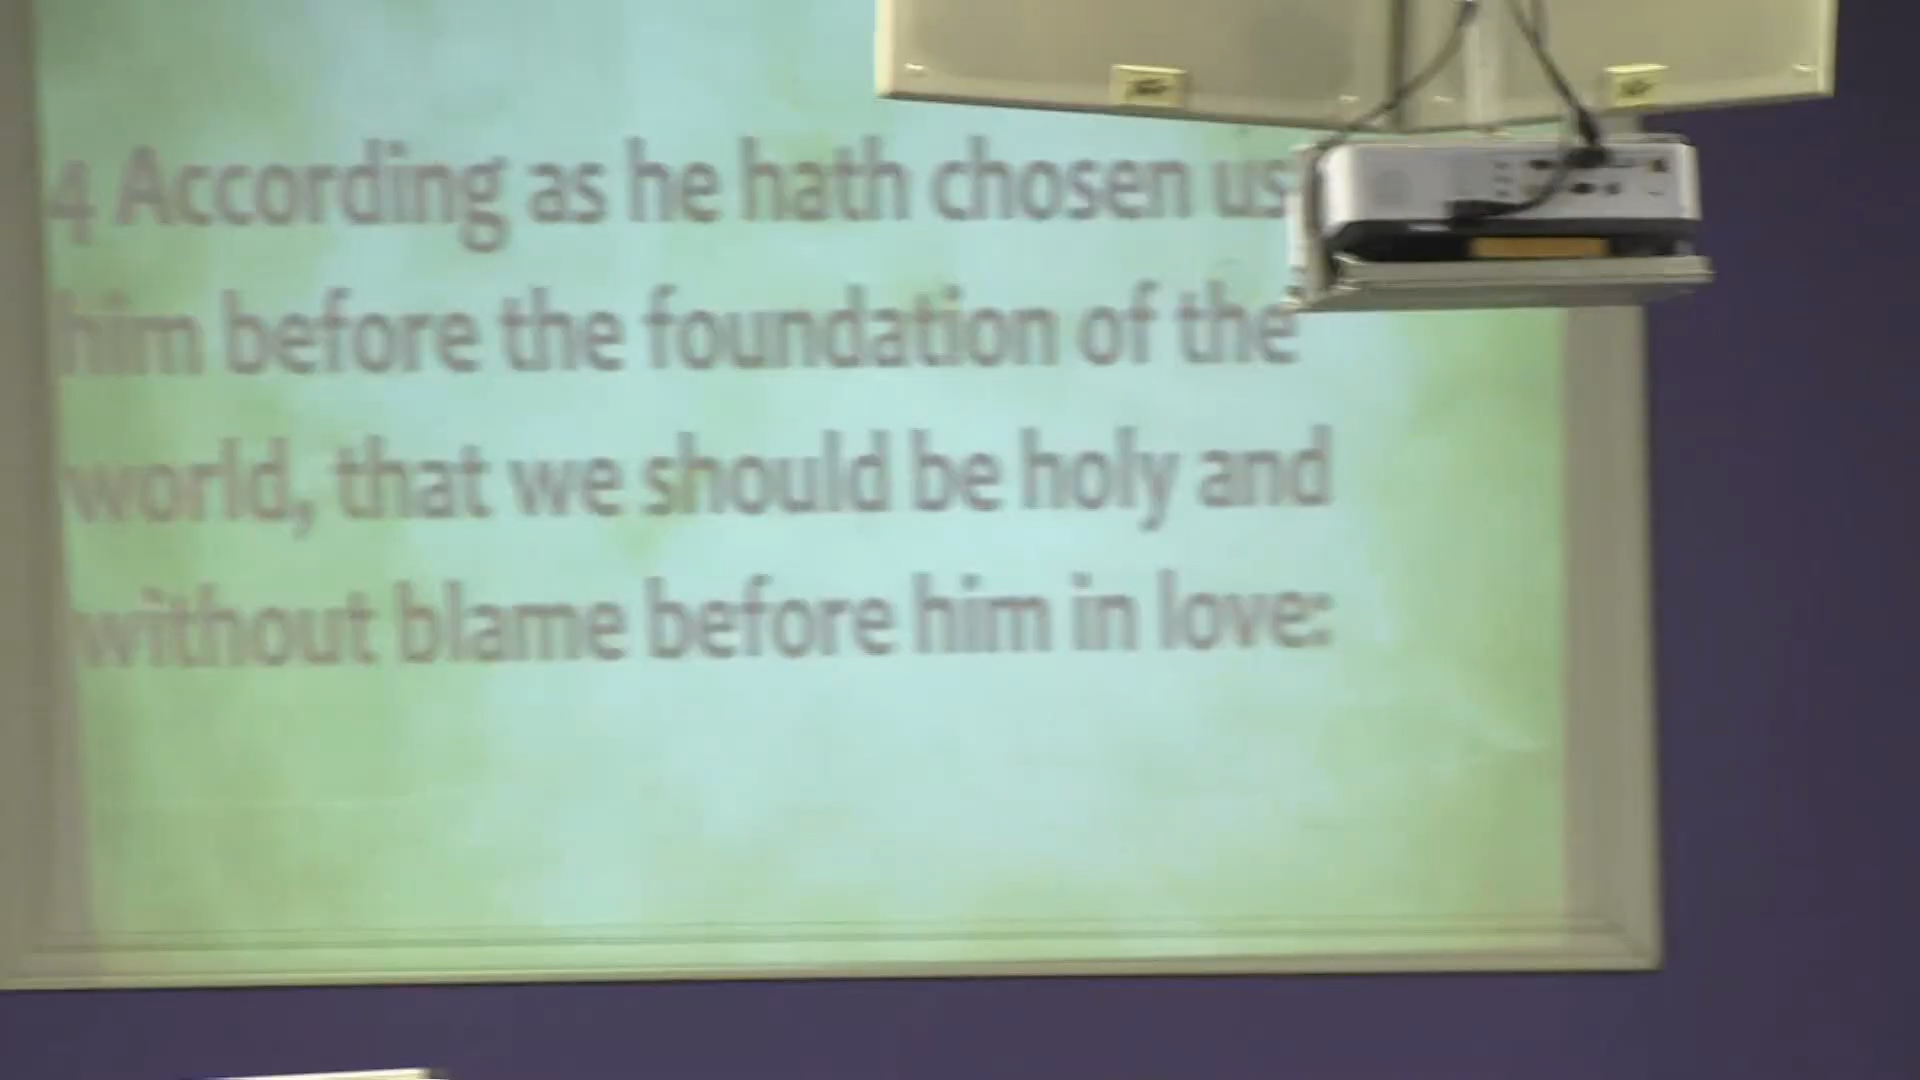 4 According as he hath chosen us
him before the foundation of the
world, that we should be holy and
without blame before him in love: